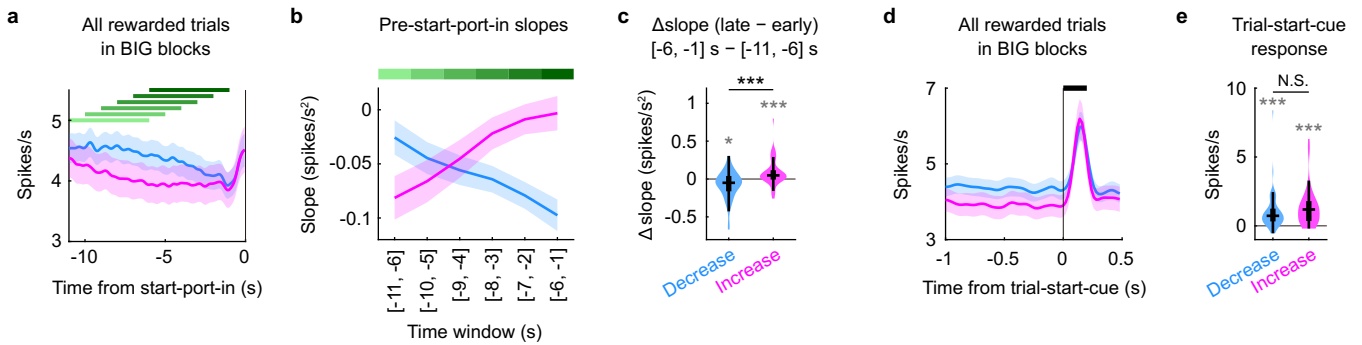 a
All rewarded trials
in BIG blocks
Spikes/s
5
4
3
-10
-5
0
Time from start-port-in (s)
b
Pre-start-port-in slopes
Slope (spikes/s²)
0
-0.05
-0.1
[-11, -6]
[-10, -5]
[-9, -4]
[-8, -3]
[-7, -2]
[-6, -1]
Time window (s)
c
Δslope (late − early)
[-6, -1] s − [-11, -6] s
Δ slope (spikes/s²)
1
0.5
0
-0.5
***
*
***
Decrease
Increase
d
All rewarded trials
in BIG blocks
Spikes/s
7
5
3
-1
-0.5
0
0.5
Time from trial-start-cue (s)
e
Trial-start-cue
response
Spikes/s
10
5
0
N.S.
***
***
Decrease
Increase